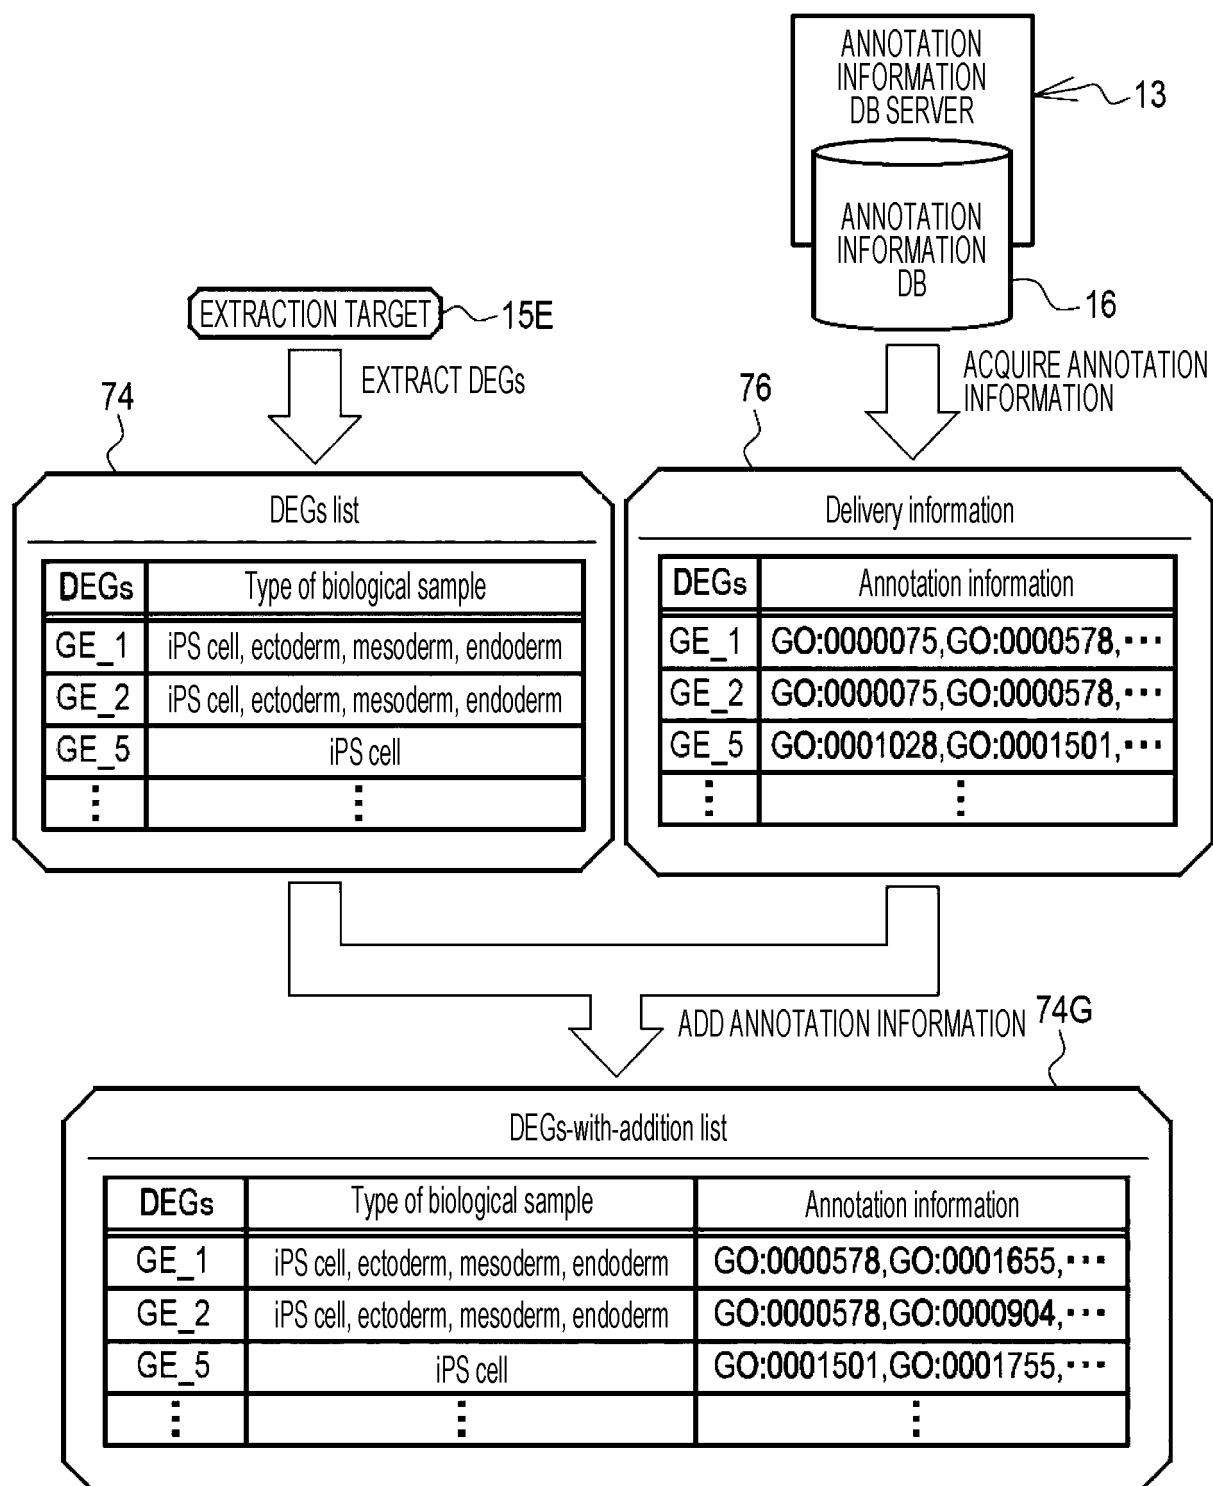 ANNOTATION
INFORMATION
DB SERVER
13
ANNOTATION
INFORMATION
DB
16
EXTRACTION TARGET
15E
EXTRACT DEGs
ACQUIRE ANNOTATION
INFORMATION
74
76
DEGs list
DEGs Type of biological sample
GE_1 iPS cell, ectoderm, mesoderm, endoderm
GE_2 iPS cell, ectoderm, mesoderm, endoderm
GE_5 iPS cell
⋮ ⋮
Delivery information
DEGs Annotation information
GE_1 GO:0000075,GO:0000578,···
GE_2 GO:0000075,GO:0000578,···
GE_5 GO:0001028,GO:0001501,···
⋮ ⋮
ADD ANNOTATION INFORMATION
74G
DEGs-with-addition list
DEGs Type of biological sample Annotation information
GE_1 iPS cell, ectoderm, mesoderm, endoderm GO:0000578,GO:0001655,···
GE_2 iPS cell, ectoderm, mesoderm, endoderm GO:0000578,GO:0000904,···
GE_5 iPS cell GO:0001501,GO:0001755,···
⋮ ⋮ ⋮